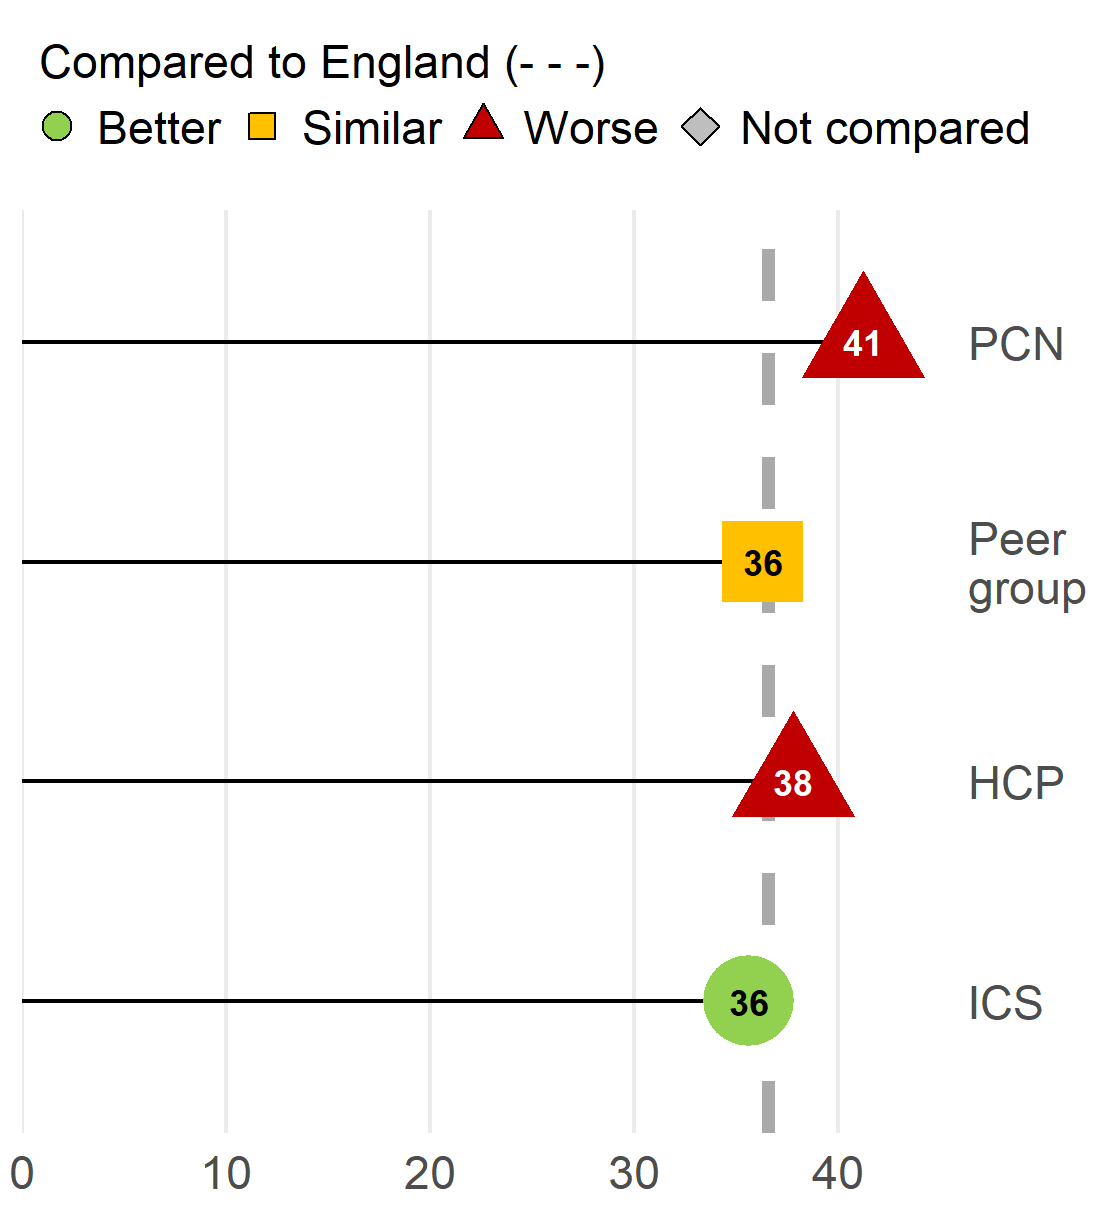 Compared to England (- - -)
Better Similar Worse Not compared
41 PCN
36 Peer
group
38 HCP
36 ICS
0 10 20 30 40